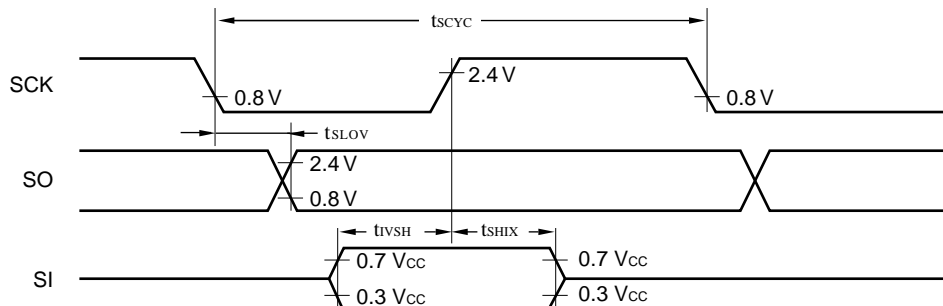 tSCYC
SCK
2.4 V
0.8 V
0.8 V
tSLOV
SO
2.4 V
0.8 V
tIVSH
tSHIX
SI
0.7 VCC
0.7 VCC
0.3 VCC
0.3 VCC